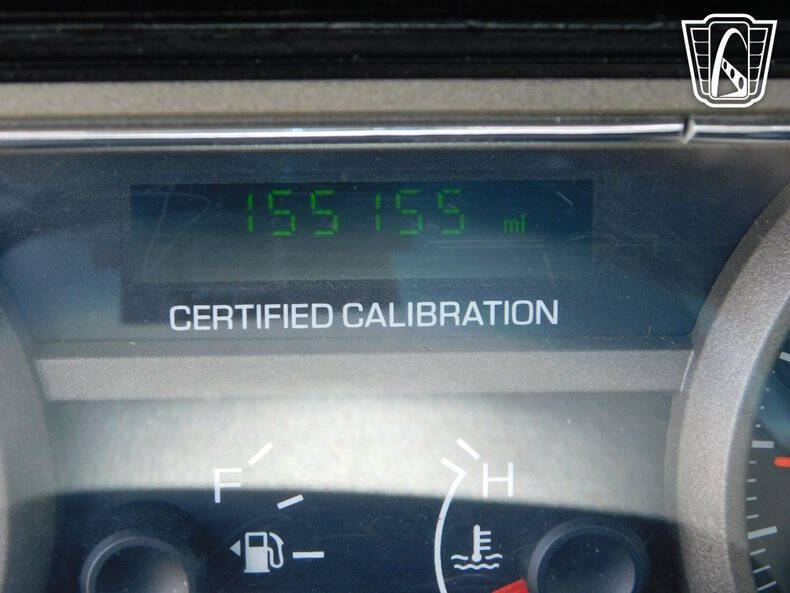 155155 mi
CERTIFIED CALIBRATION
F H